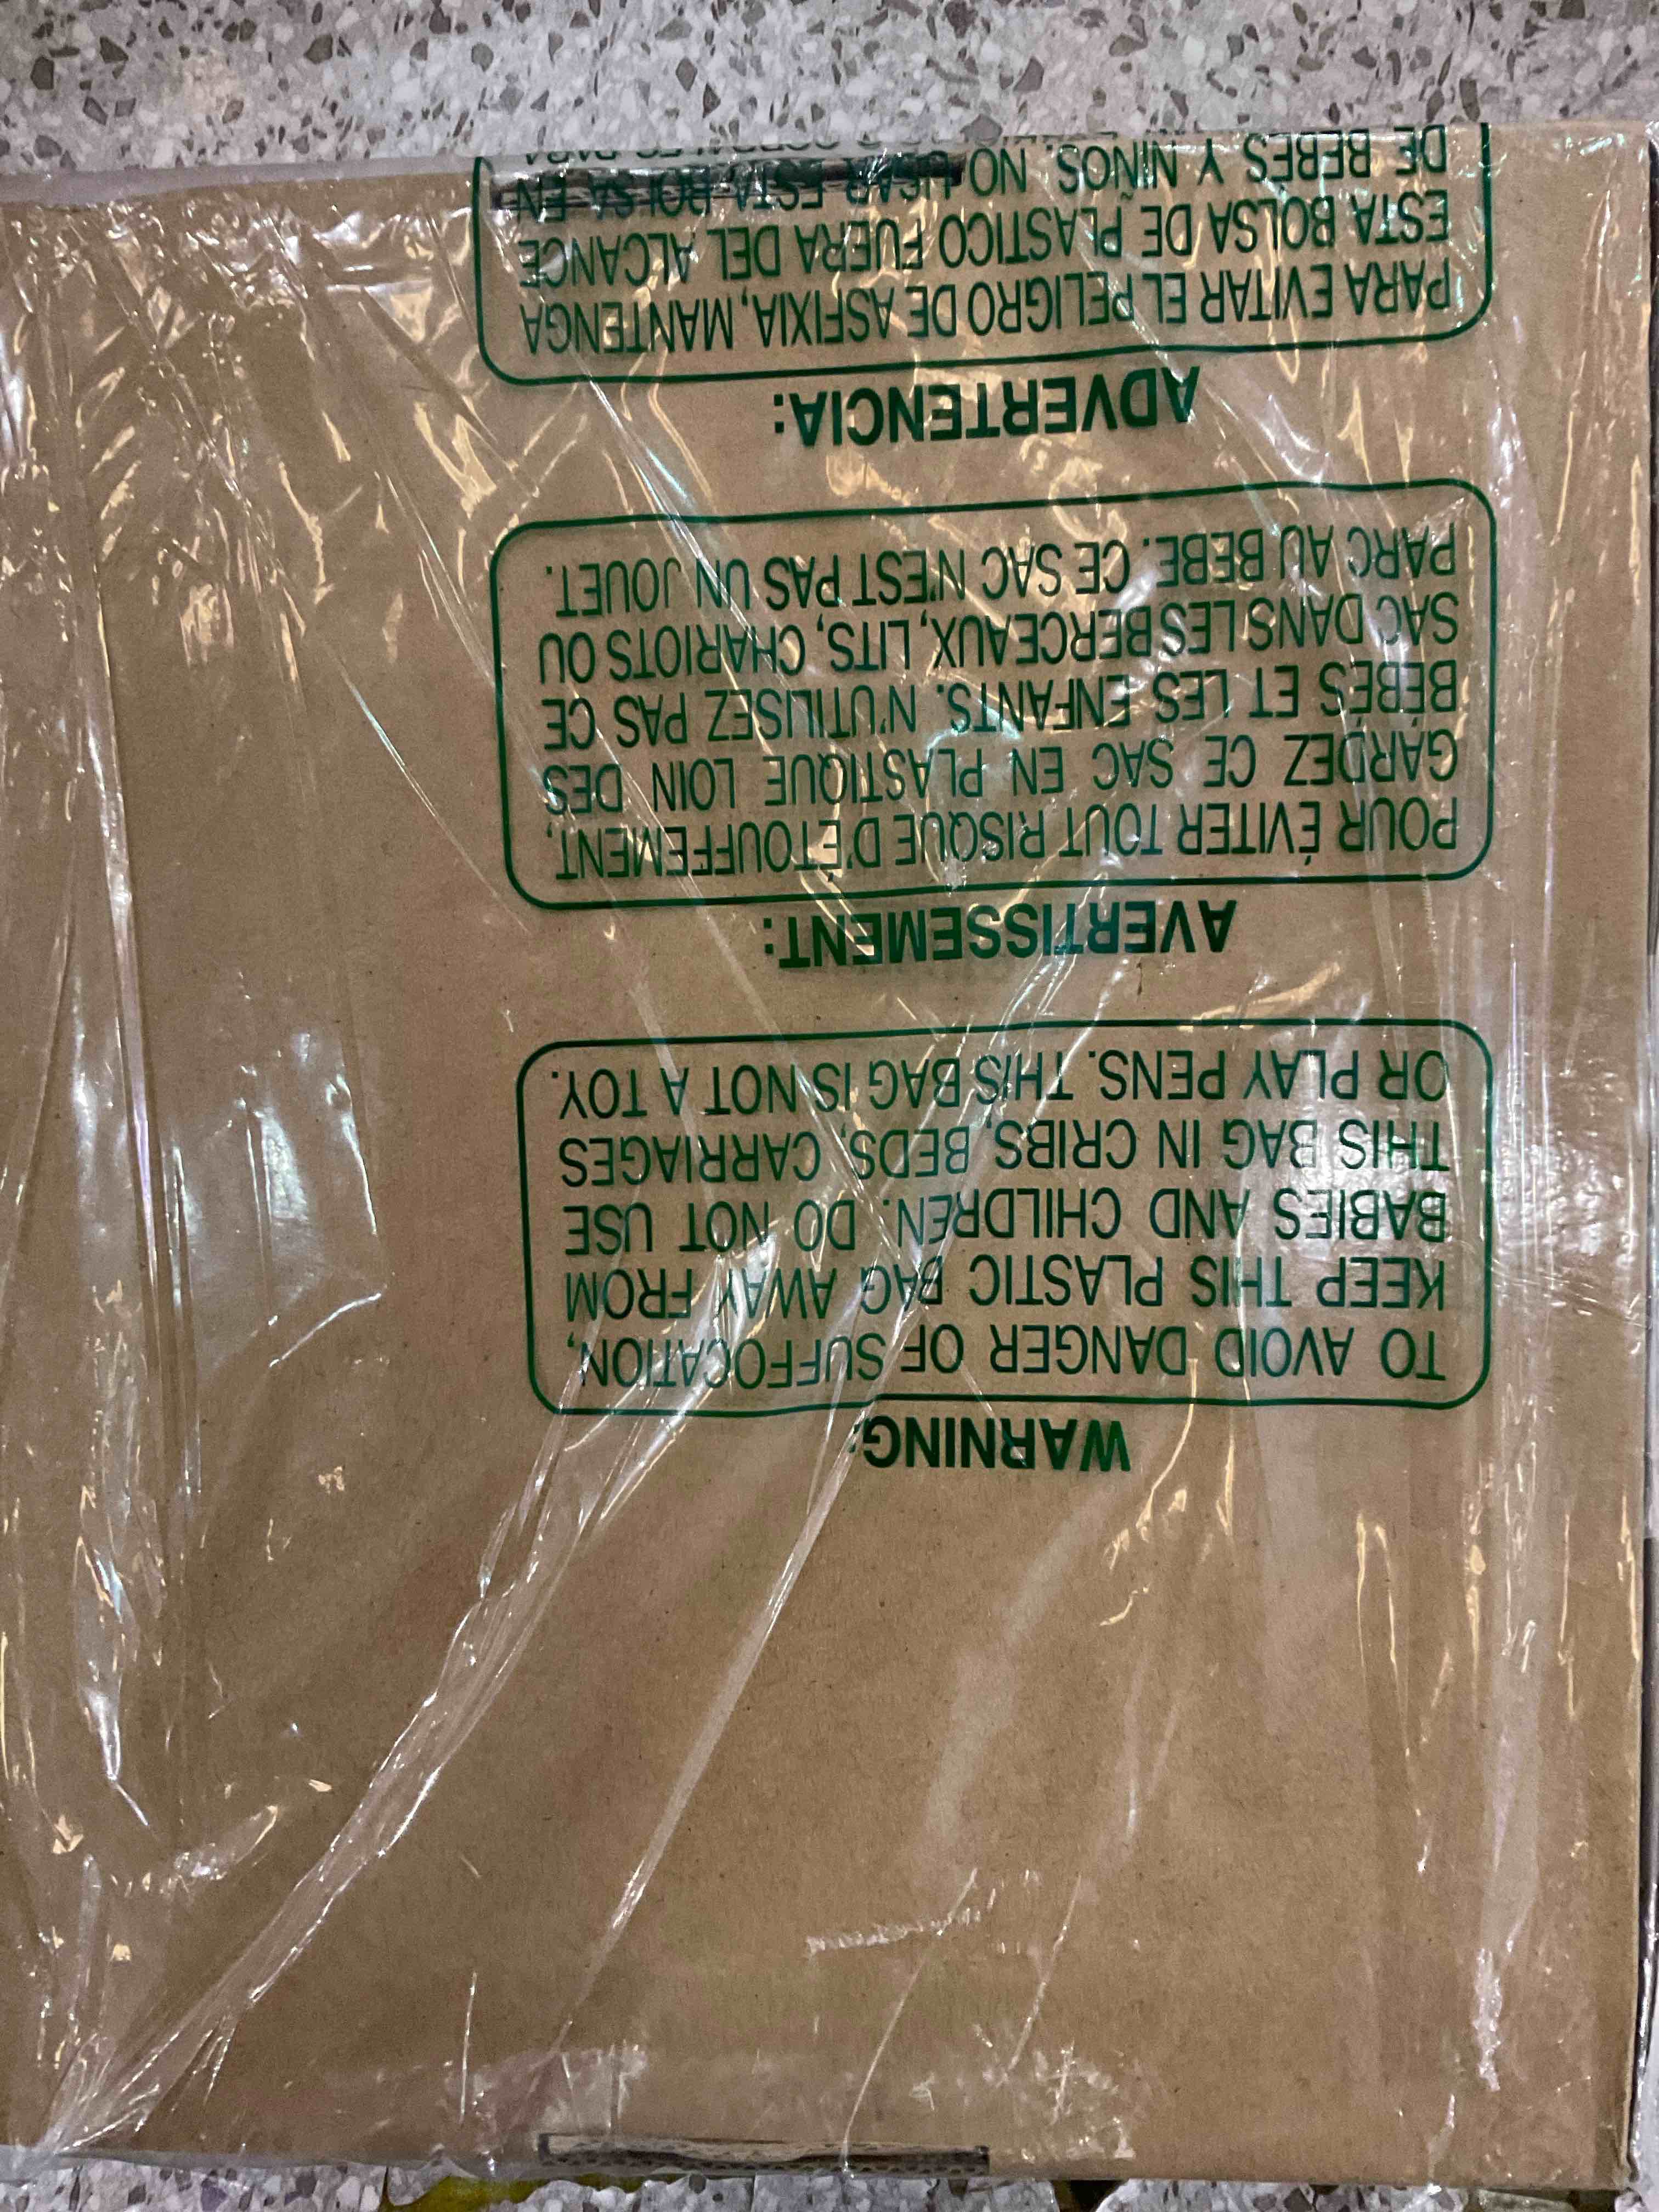 WARNING:
TO AVOID DANGER OF SUFFOCATION,
KEEP THIS PLASTIC BAG AWAY FROM
BABIES AND CHILDREN. DO NOT USE
THIS BAG IN CRIBS, BEDS, CARRIAGES
OR PLAY PENS. THIS BAG IS NOT A TOY.
AVERTISSEMENT:
POUR ÉVITER TOUT RISQUE D'ÉTOUFFEMENT,
GARDEZ CE SAC EN PLASTIQUE LOIN DES
BÉBÉS ET LES ENFANTS. N'UTILISEZ PAS CE
SAC DANS LES BERCEAUX, LITS, CHARIOTS OU
PARC AU BEBE. CE SAC N'EST PAS UN JOUET.
ADVERTENCIA:
PARA EVITAR EL PELIGRO DE ASFIXIA, MANTENGA
ESTA BOLSA DE PLASTICO FUERA DEL ALCANCE
DE BEBÉS Y NIÑOS. NO USAR ESTA BOLSA EN